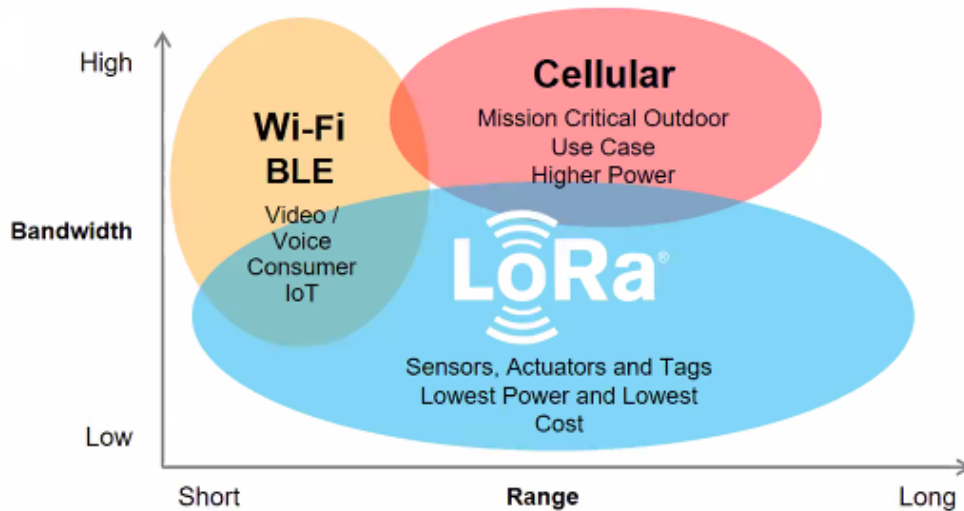 High
Bandwidth
Low
Wi-Fi
BLE
Video /
Voice
Consumer
IoT
Cellular
Mission Critical Outdoor
Use Case
Higher Power
LoRa®
Sensors, Actuators and Tags
Lowest Power and Lowest
Cost
Short
Range
Long